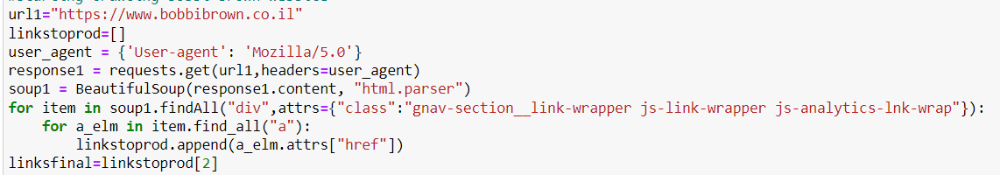 url1="https://www.bobbibrown.co.il"
linkstoprod=[]
user_agent = {'User-agent': 'Mozilla/5.0'}
response1 = requests.get(url1,headers=user_agent)
soup1 = BeautifulSoup(response1.content, "html.parser")
for item in soup1.findAll("div",attrs={"class":"gnav-section__link-wrapper js-link-wrapper js-analytics-lnk-wrap"}):
    for a_elm in item.find_all("a"):
        linkstoprod.append(a_elm.attrs["href"])
linksfinal=linkstoprod[2]